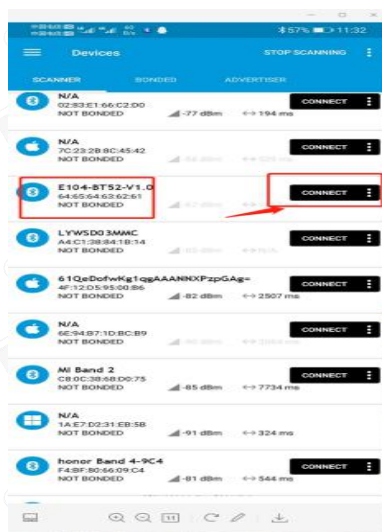 57% 11:32
Devices
STOP SCANNING
SCANNER
BONDED
ADVERTISER
N/A
CONNECT
02:B3:E1:66:C2:D0
NOT BONDED
-77 dBm
194 ms
N/A
CONNECT
7C:23:2B:8C:45:42
NOT BONDED
E104-BT52-V1.0
CONNECT
64:65:64:63:62:61
NOT BONDED
LYWSD03MMC
CONNECT
A4:C1:38:84:1B:14
NOT BONDED
N/A
61QeDofwKg1qgAAANNXPzpGAg=
CONNECT
4F:12:D5:95:00:B6
NOT BONDED
-82 dBm
2507 ms
N/A
CONNECT
6E:94:B7:1D:BC:B9
NOT BONDED
MI Band 2
CONNECT
C8:0C:38:68:D0:75
NOT BONDED
-85 dBm
7734 ms
N/A
1A:E7:D2:31:EB:5B
NOT BONDED
-91 dBm
324 ms
honor Band 4-9C4
CONNECT
F4:BF:80:66:09:C4
NOT BONDED
-81 dBm
544 ms